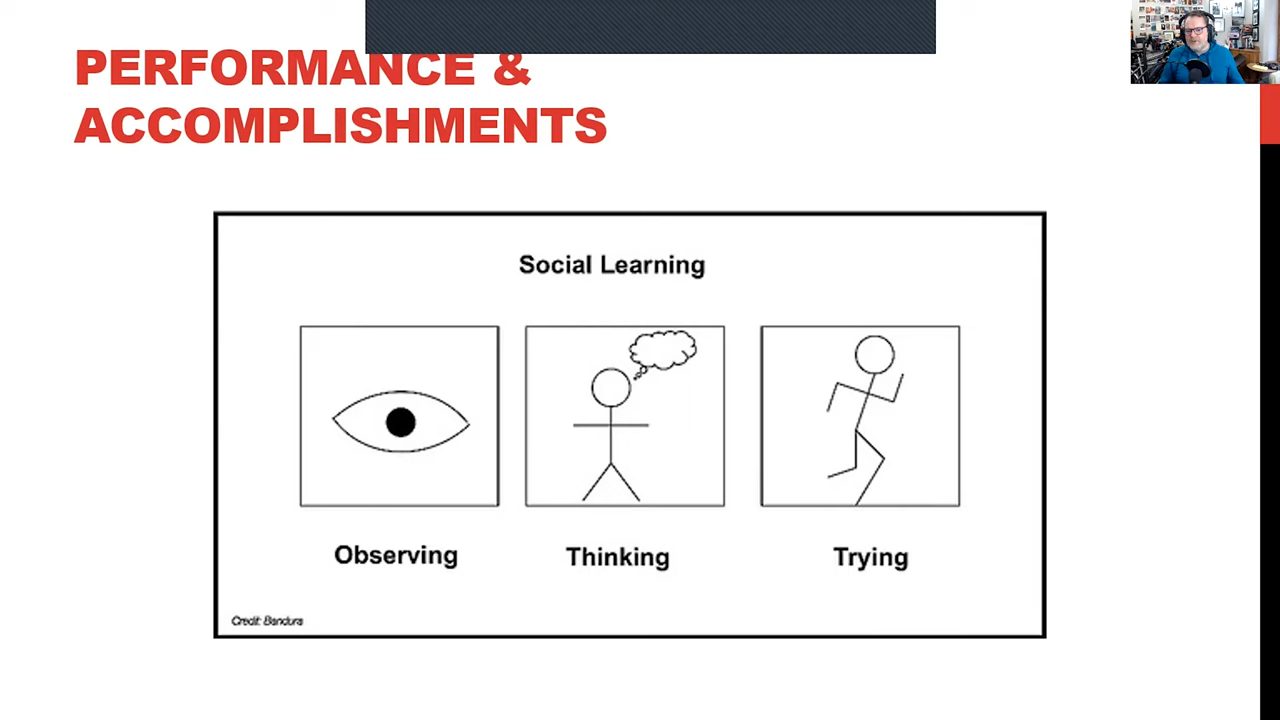 PERFORMANCE &
ACCOMPLISHMENTS
Social Learning
Observing
Thinking
Trying
Credit: Bandura